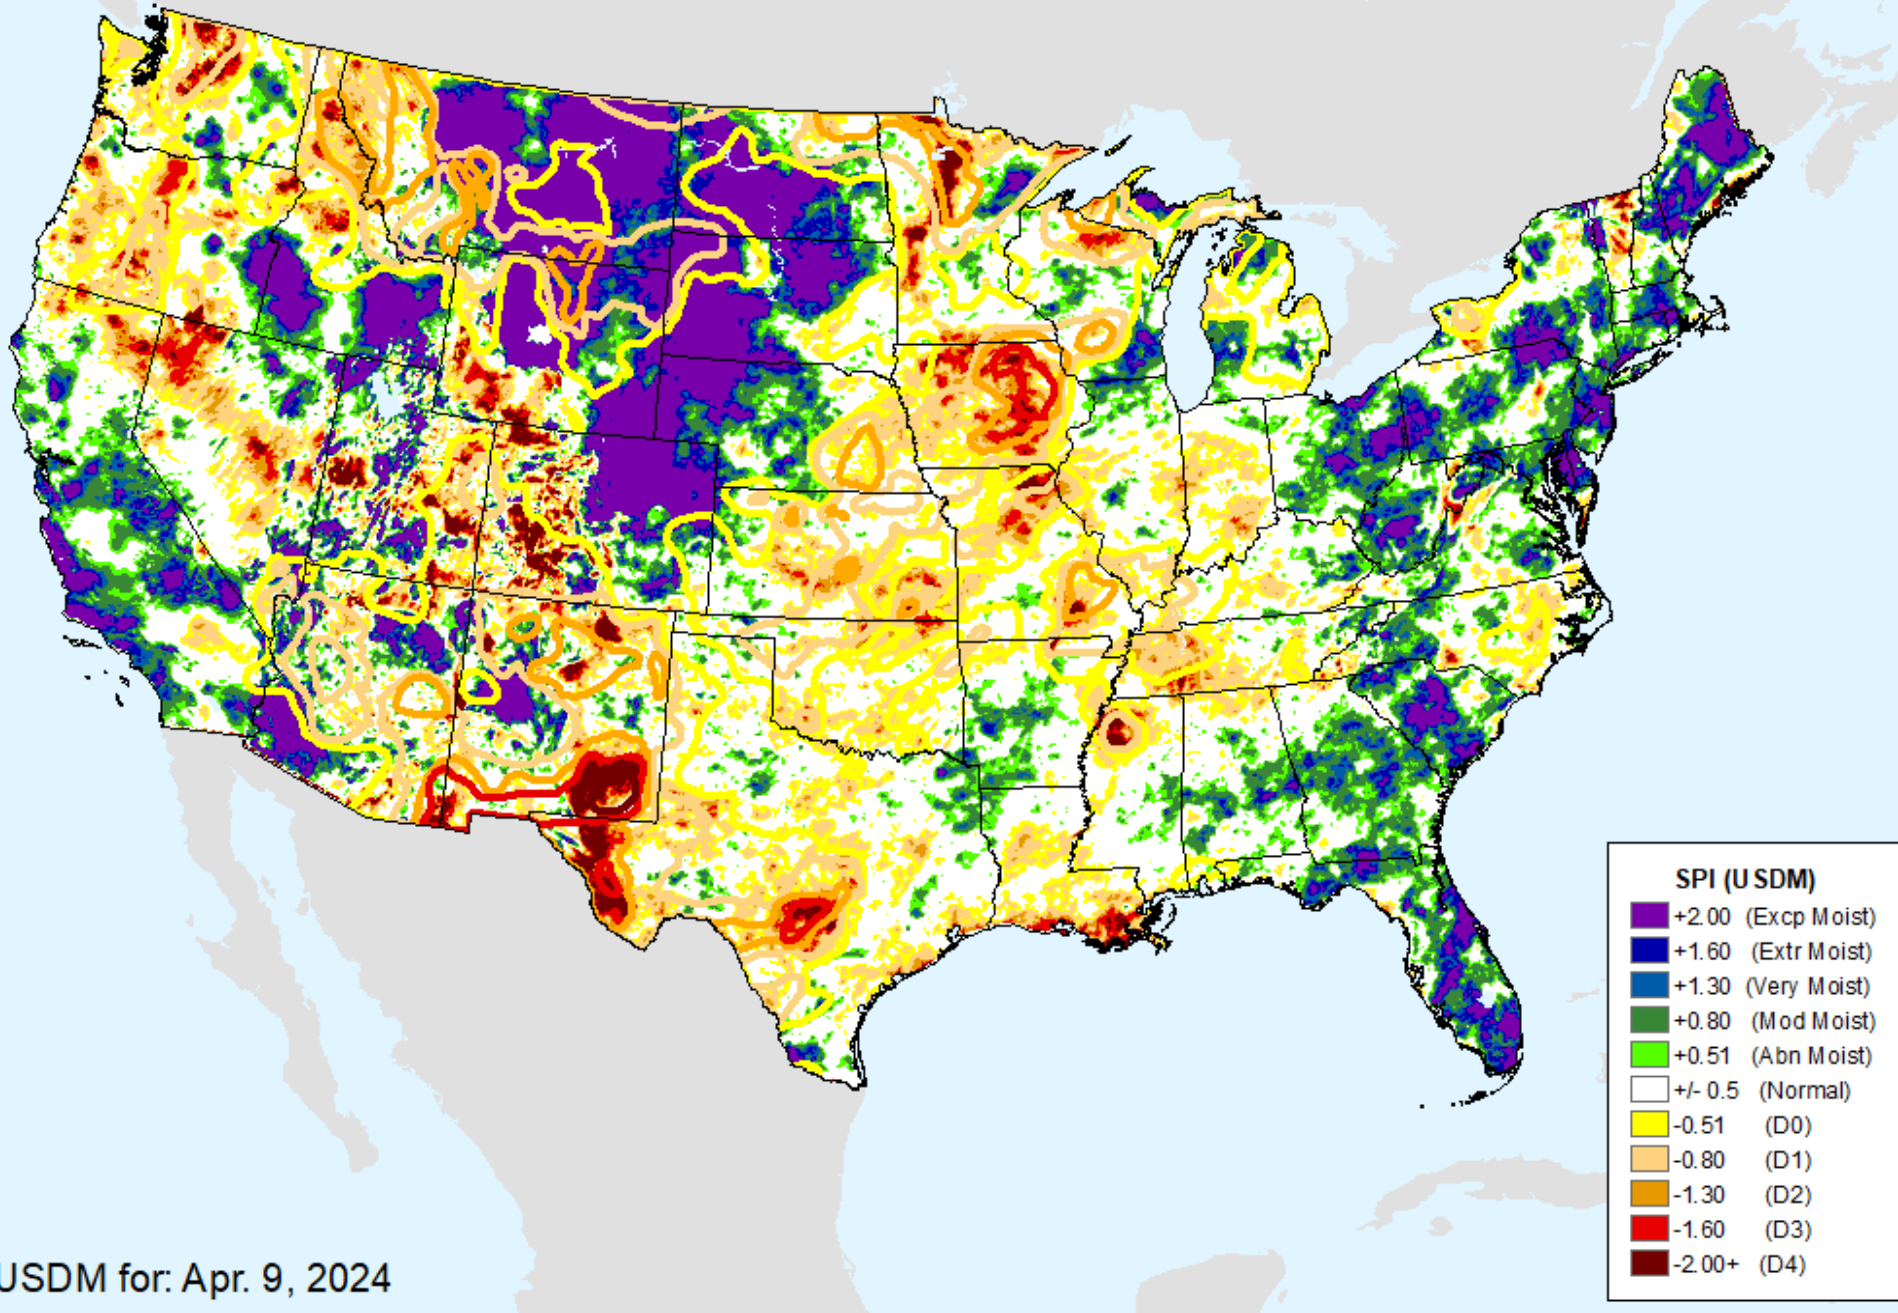 SPI (USDM)
+2.00 (Excp Moist)
+1.60 (Extr Moist)
+1.30 (Very Moist)
+0.80 (Mod Moist)
+0.51 (Abn Moist)
+/- 0.5 (Normal)
-0.51 (D0)
-0.80 (D1)
-1.30 (D2)
-1.60 (D3)
-2.00+ (D4)
USDM for: Apr. 9, 2024